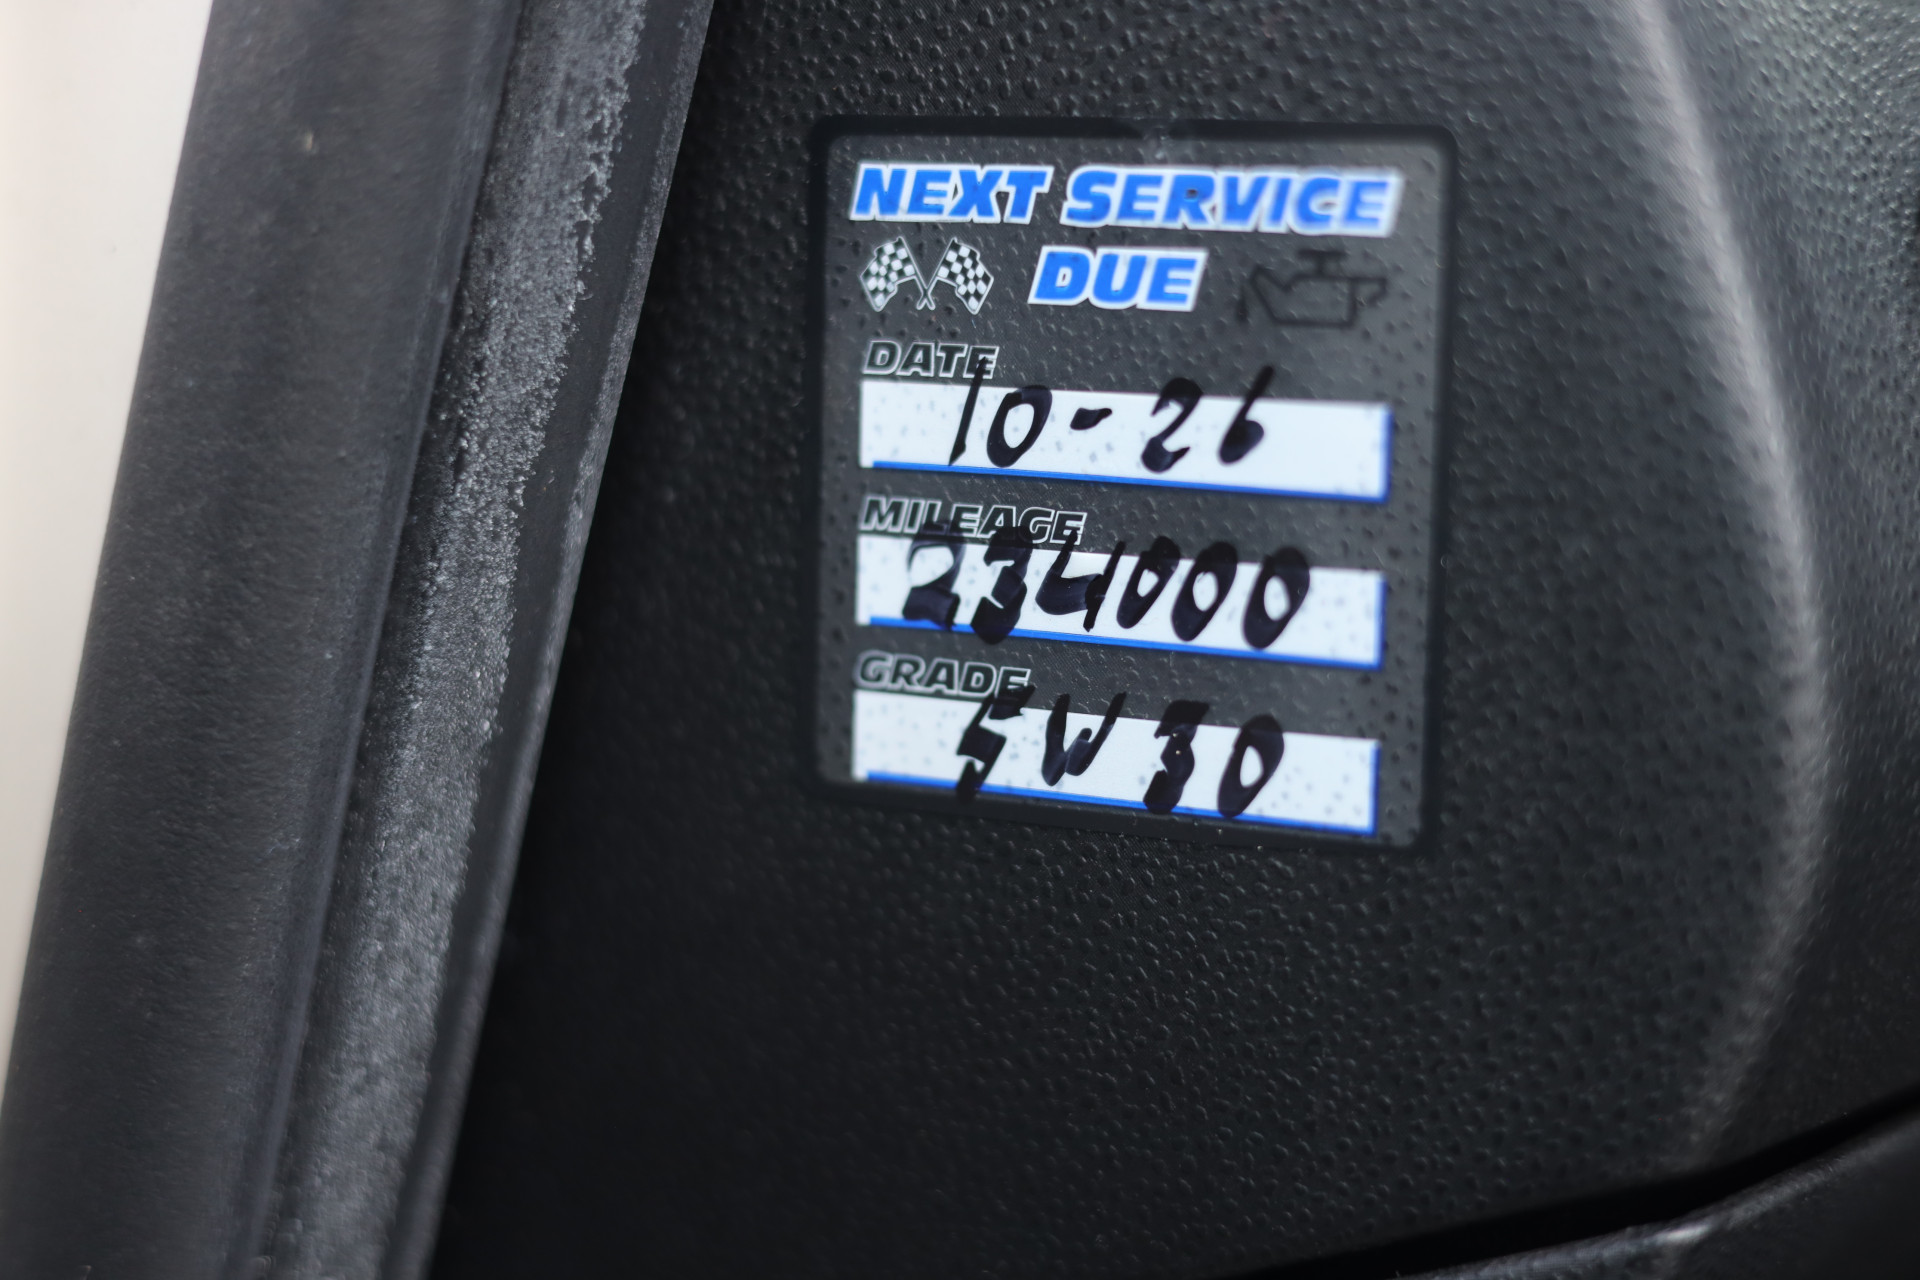 NEXT SERVICE
DUE
DATE
10-26
MILEAGE
234000
GRADE
5W30